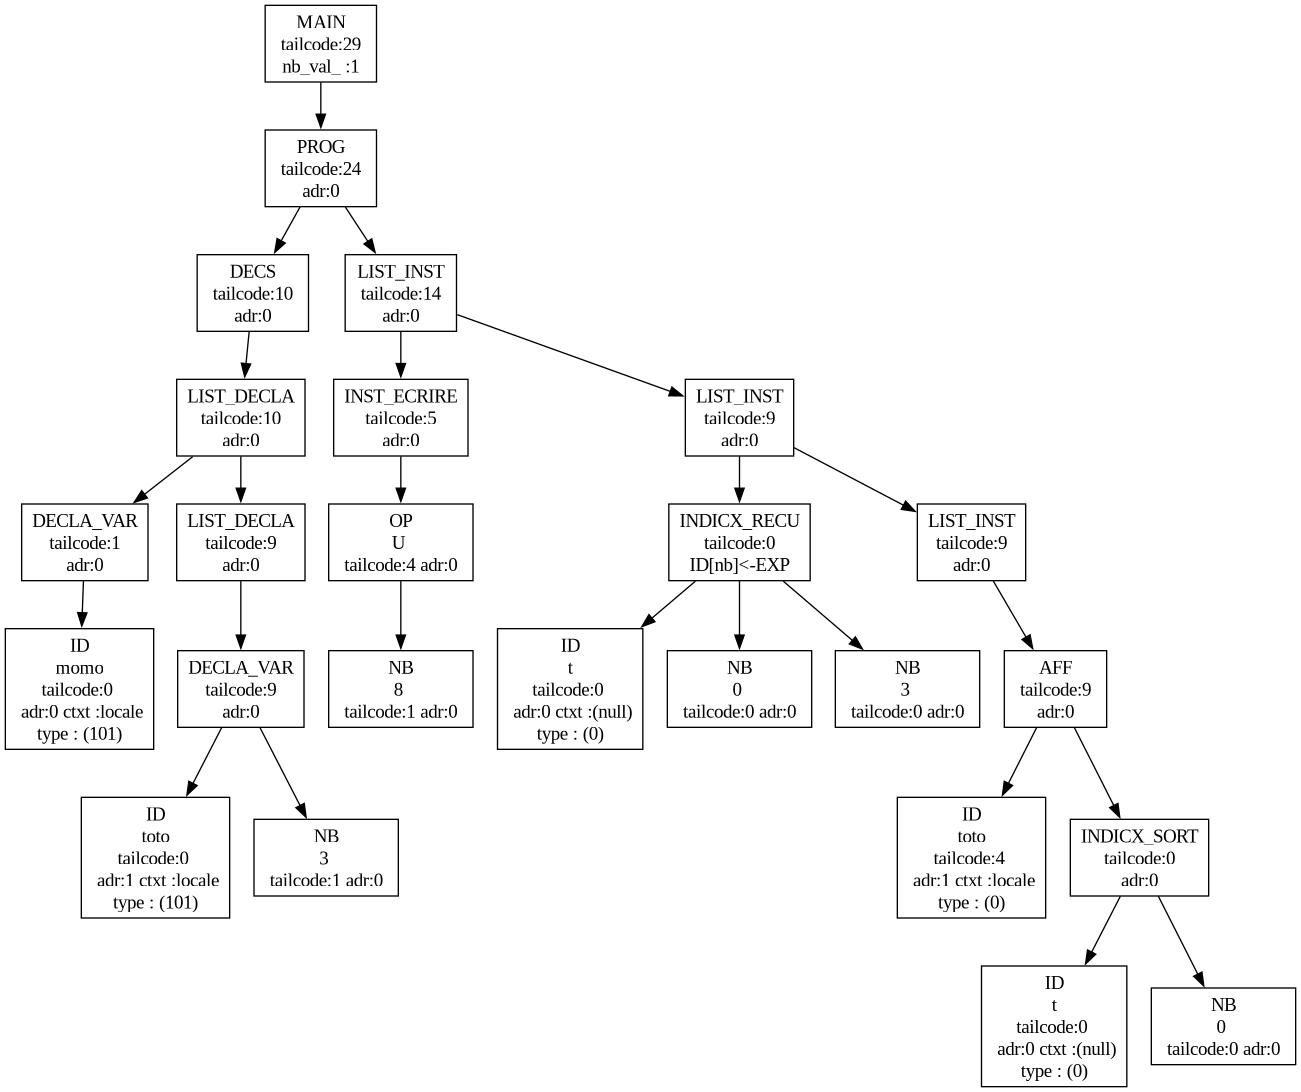 MAIN
tailcode:29
nb_val_ :1
PROG
tailcode:24
adr:0
DECS
tailcode:10
adr:0
LIST_INST
tailcode:14
adr:0
LIST_DECLA
tailcode:10
adr:0
INST_ECRIRE
tailcode:5
adr:0
LIST_INST
tailcode:9
adr:0
DECLA_VAR
tailcode:1
adr:0
LIST_DECLA
tailcode:9
adr:0
OP
U
tailcode:4 adr:0
INDICX_RECU
tailcode:0
ID[nb]<-EXP
LIST_INST
tailcode:9
adr:0
ID
momo
tailcode:0
adr:0 ctxt :locale
type : (101)
DECLA_VAR
tailcode:9
adr:0
NB
8
tailcode:1 adr:0
ID
t
tailcode:0
adr:0 ctxt :(null)
type : (0)
NB
0
tailcode:0 adr:0
NB
3
tailcode:0 adr:0
AFF
tailcode:9
adr:0
ID
toto
tailcode:0
adr:1 ctxt :locale
type : (101)
NB
3
tailcode:1 adr:0
ID
toto
tailcode:4
adr:1 ctxt :locale
type : (0)
INDICX_SORT
tailcode:0
adr:0
ID
t
tailcode:0
adr:0 ctxt :(null)
type : (0)
NB
0
tailcode:0 adr:0